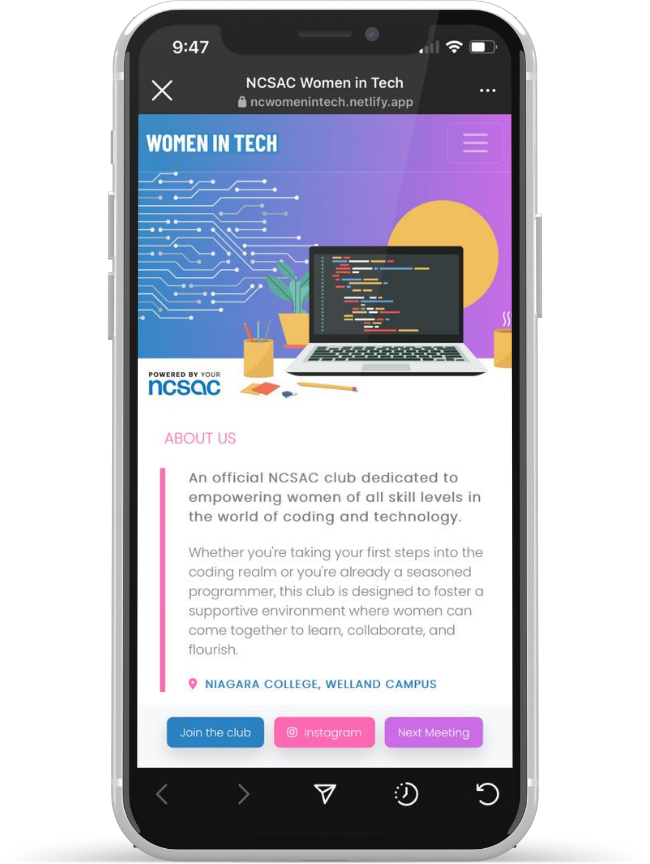 9:47
NCSAC Women in Tech
ncwomenintech.netlify.app
WOMEN IN TECH
POWERED BY YOUR
ncsac
ABOUT US
An official NCSAC club dedicated to
empowering women of all skill levels in
the world of coding and technology.
Whether you're taking your first steps into the
coding realm or you're already a seasoned
programmer, this club is designed to foster a
supportive environment where women can
come together to learn, collaborate, and
flourish.
NIAGARA COLLEGE, WELLAND CAMPUS
Join the club
Instagram
Next Meeting